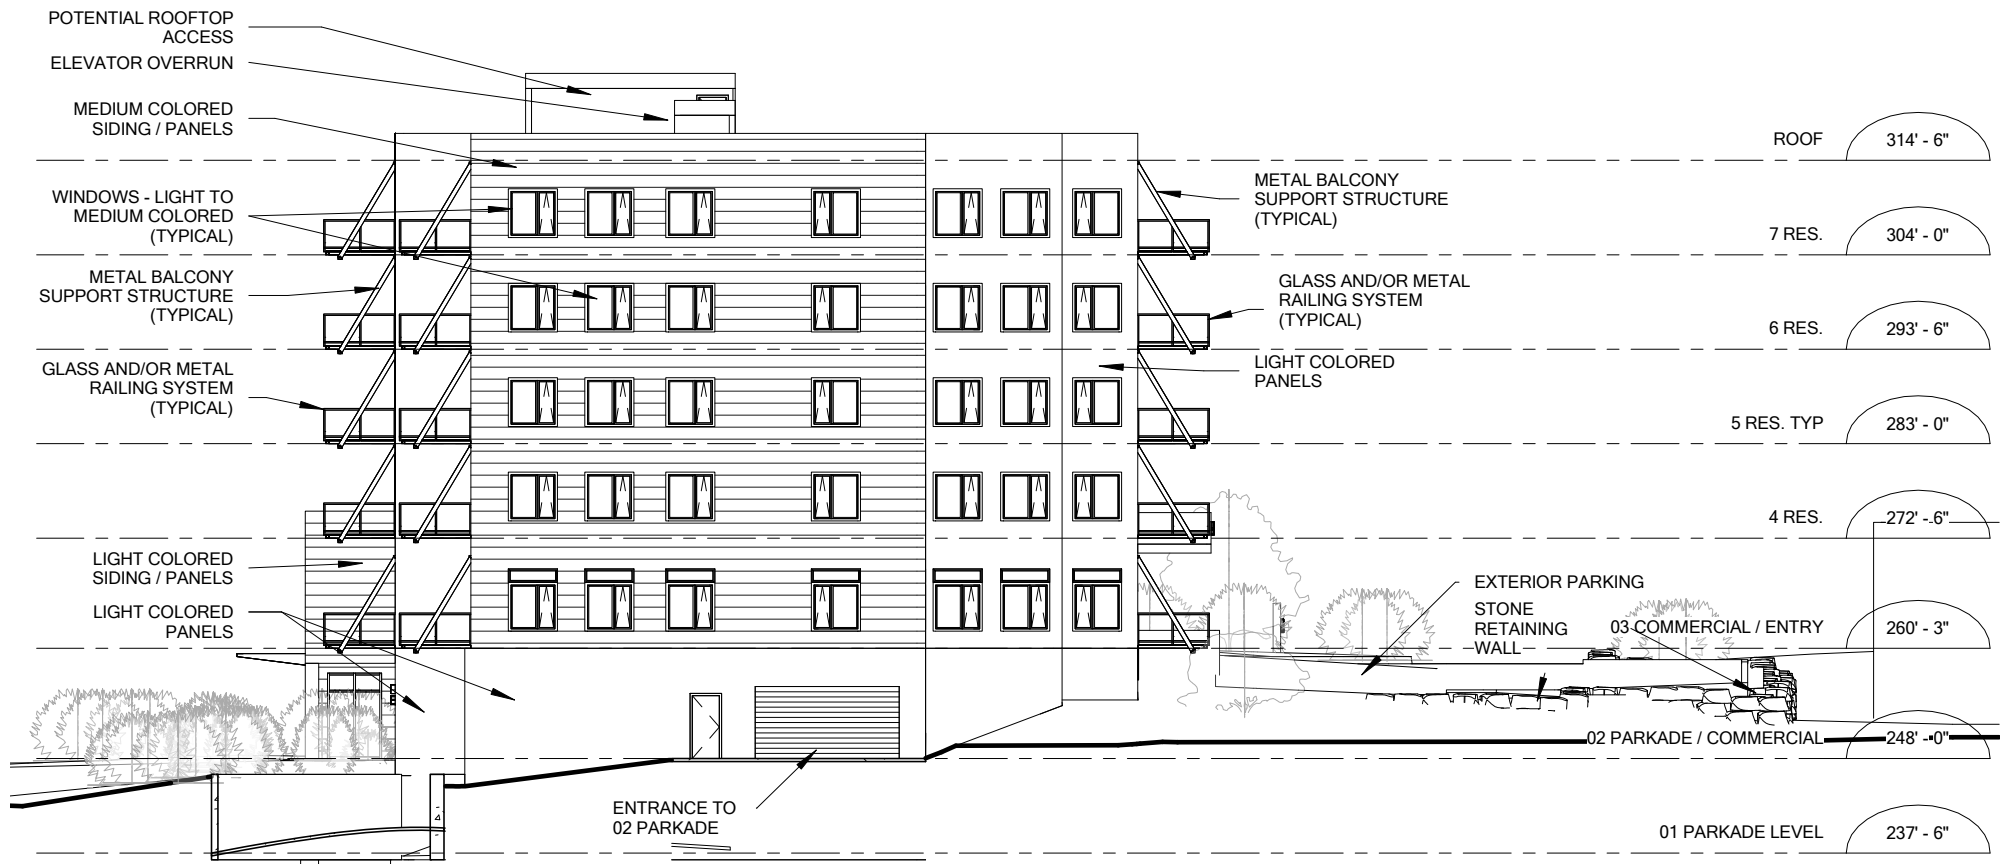 POTENTIAL ROOFTOP
ACCESS
ELEVATOR OVERRUN
MEDIUM COLORED
SIDING / PANELS
WINDOWS - LIGHT TO
MEDIUM COLORED
(TYPICAL)
METAL BALCONY
SUPPORT STRUCTURE
(TYPICAL)
GLASS AND/OR METAL
RAILING SYSTEM
(TYPICAL)
LIGHT COLORED
SIDING / PANELS
LIGHT COLORED
PANELS
ENTRANCE TO
02 PARKADE
METAL BALCONY
SUPPORT STRUCTURE
(TYPICAL)
GLASS AND/OR METAL
RAILING SYSTEM
(TYPICAL)
LIGHT COLORED
PANELS
EXTERIOR PARKING
STONE
RETAINING
WALL
ROOF 314' - 6"
7 RES. 304' - 0"
6 RES. 293' - 6"
5 RES. TYP 283' - 0"
4 RES. 272' - 6"
03 COMMERCIAL / ENTRY 260' - 3"
02 PARKADE / COMMERCIAL 248' - 0"
01 PARKADE LEVEL 237' - 6"